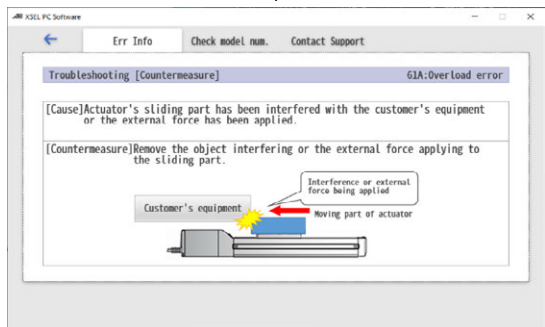 XSEL PC Software
Err Info
Check model num.
Contact Support
Troubleshooting [Countermeasure]
61A:Overload error
[Cause]Actuator's sliding part has been interfered with the customer's equipment
or the external force has been applied.
[Countermeasure]Remove the object interfering or the external force applying to
the sliding part.
Interference or external
force being applied
Customer's equipment
Moving part of actuator